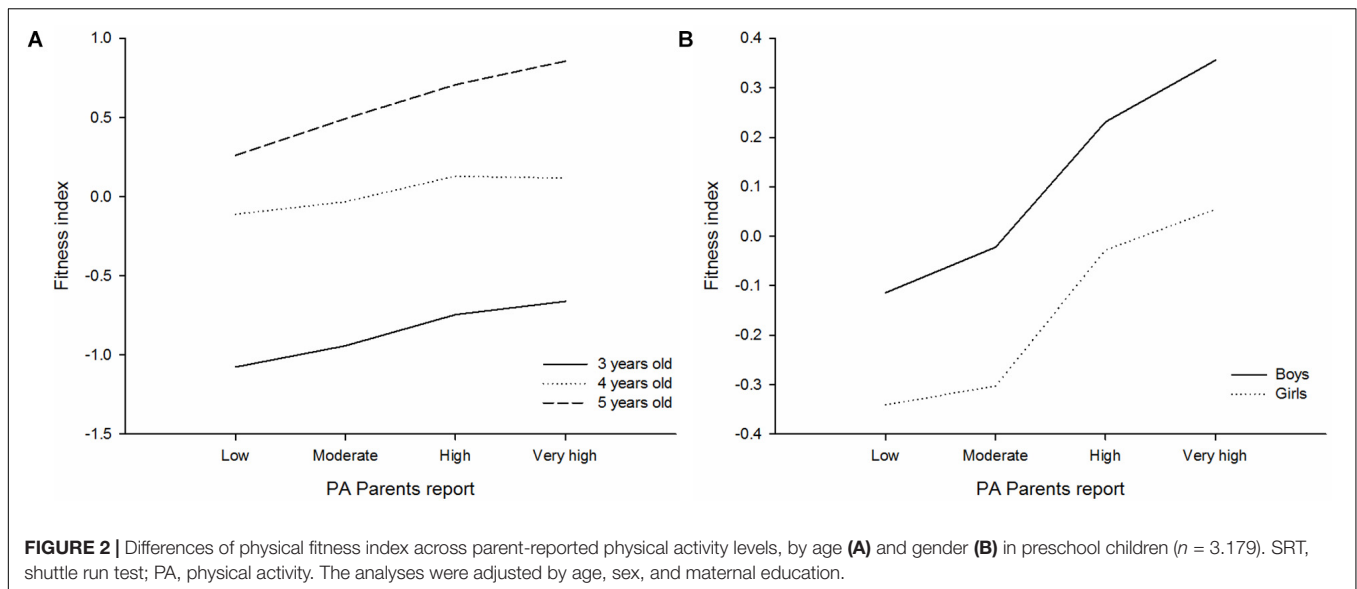 A
1.0
0.5
0.0
-0.5
-1.0
-1.5
Fitness index
Low Moderate High Very high
PA Parents report
3 years old
4 years old
5 years old
B
0.4
0.3
0.2
0.1
0.0
-0.1
-0.2
-0.3
-0.4
Fitness index
Low Moderate High Very high
PA Parents report
Boys
Girls
FIGURE 2 | Differences of physical fitness index across parent-reported physical activity levels, by age (A) and gender (B) in preschool children (n = 3.179). SRT,
shuttle run test; PA, physical activity. The analyses were adjusted by age, sex, and maternal education.